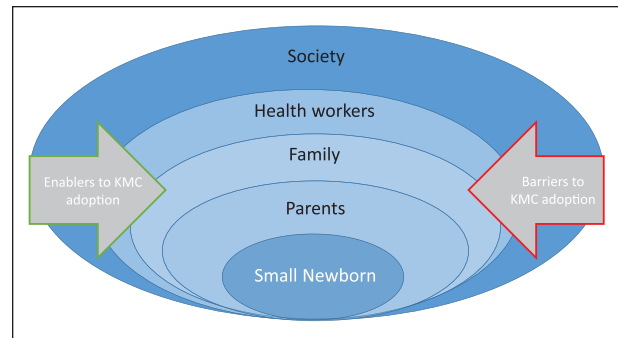 Society
Health workers
Family
Enablers to KMC
adoption
Barriers to
KMC adoption
Parents
Small Newborn